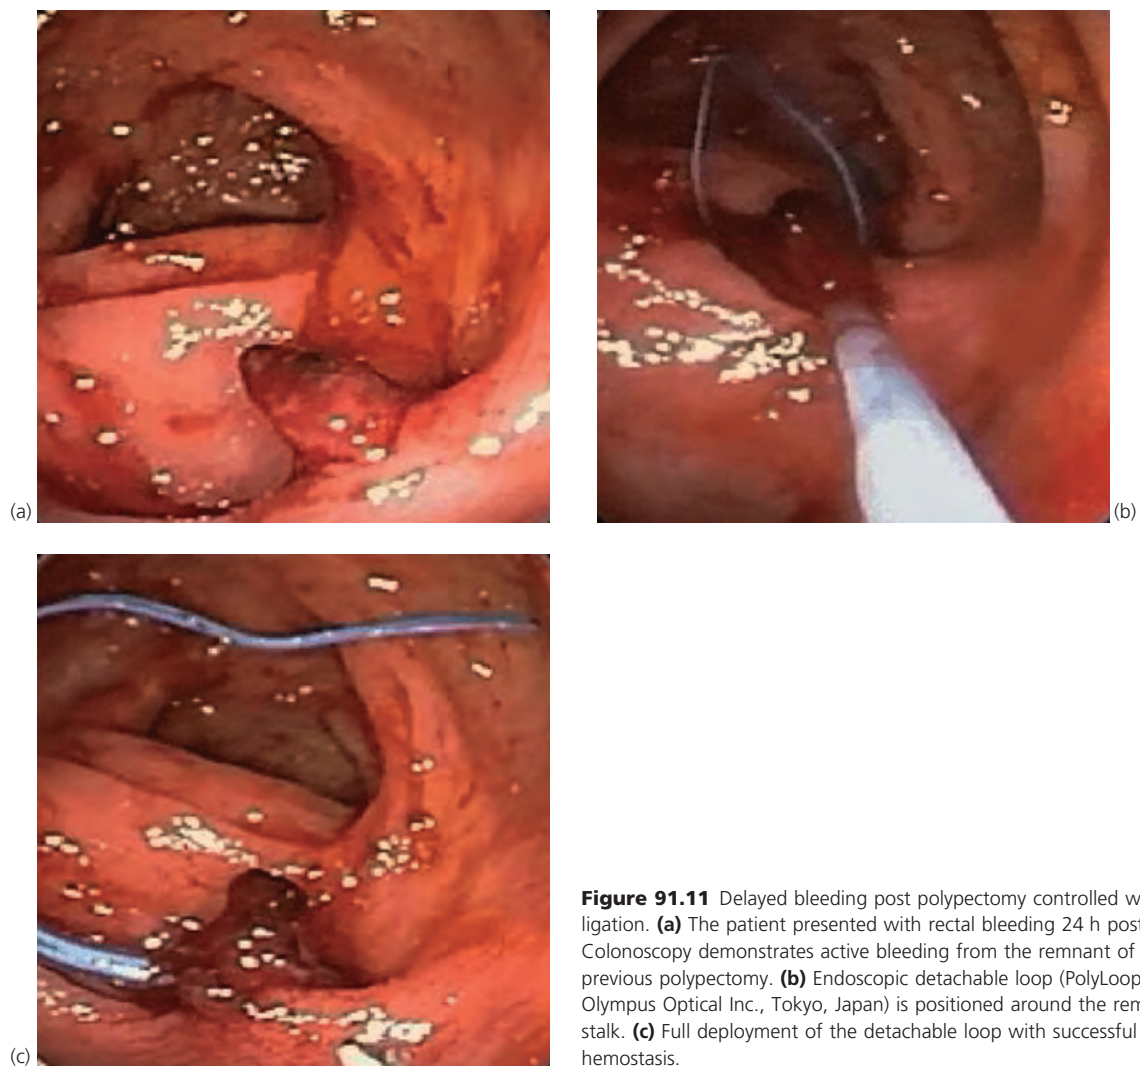 (a)
(b)
(c)
Figure 91.11 Delayed bleeding post polypectomy controlled w
ligation. (a) The patient presented with rectal bleeding 24 h post
Colonoscopy demonstrates active bleeding from the remnant of
previous polypectomy. (b) Endoscopic detachable loop (PolyLoop
Olympus Optical Inc., Tokyo, Japan) is positioned around the rem
stalk. (c) Full deployment of the detachable loop with successful
hemostasis.